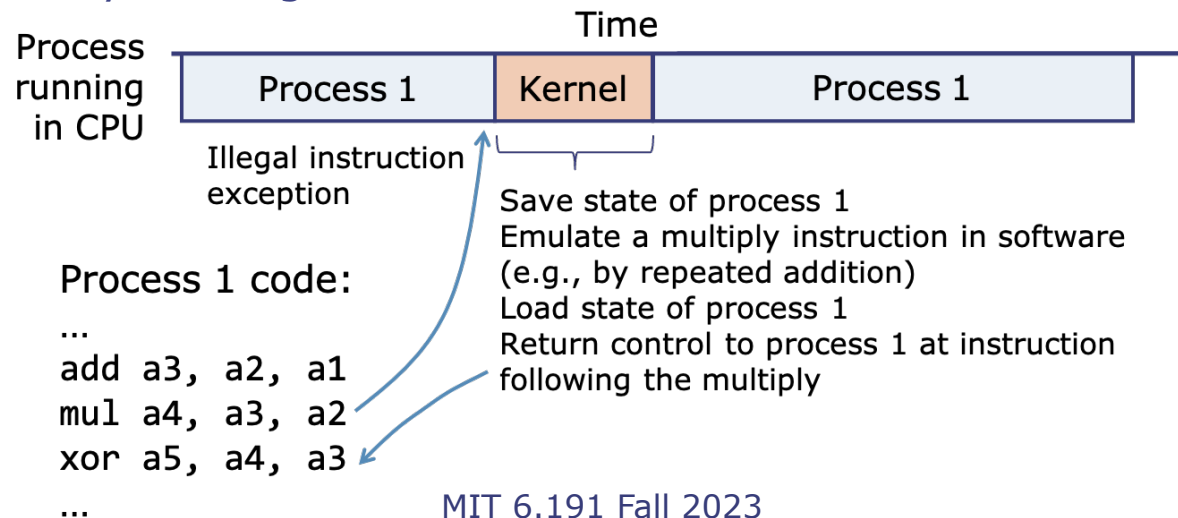 Time
Process
running
in CPU
Process 1
Kernel
Process 1
Illegal instruction
exception
Save state of process 1
Emulate a multiply instruction in software
(e.g., by repeated addition)
Load state of process 1
Return control to process 1 at instruction
following the multiply
Process 1 code:
...
add a3, a2, a1
mul a4, a3, a2
xor a5, a4, a3
...
MIT 6.191 Fall 2023